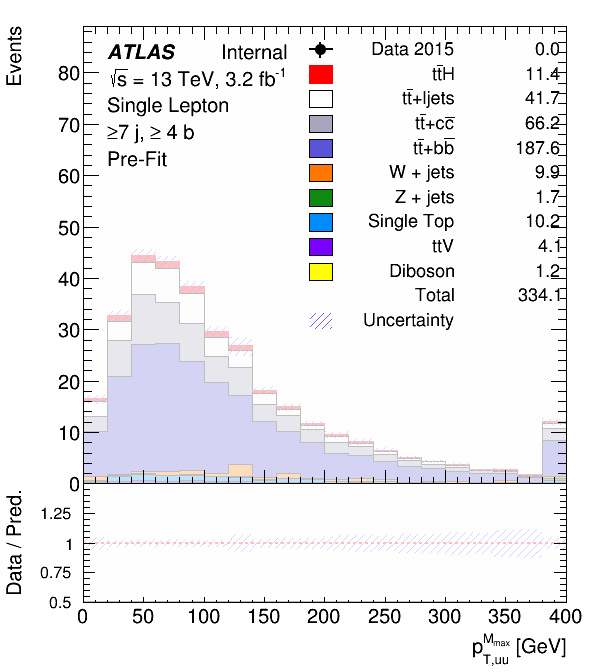 Events
ATLAS Internal
√s = 13 TeV, 3.2 fb-1
Single Lepton
≥7 j, ≥ 4 b
Pre-Fit
Data 2015 0.0
tt̄H 11.4
tt̄+ljets 41.7
tt̄+cc̄ 66.2
tt̄+bb̄ 187.6
W + jets 9.9
Z + jets 1.7
Single Top 10.2
ttV 4.1
Diboson 1.2
Total 334.1
Uncertainty
80
70
60
50
40
30
20
10
0
Data / Pred.
1.25
1
0.75
0.5
0 50 100 150 200 250 300 350 400
p T,uu Mmax [GeV]